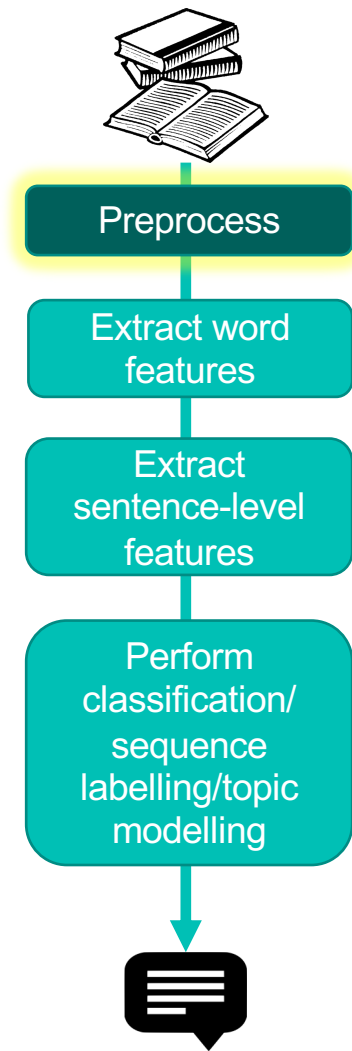 Preprocess
Extract word
features
Extract
sentence-level
features
Perform
classification/
sequence
labelling/topic
modelling